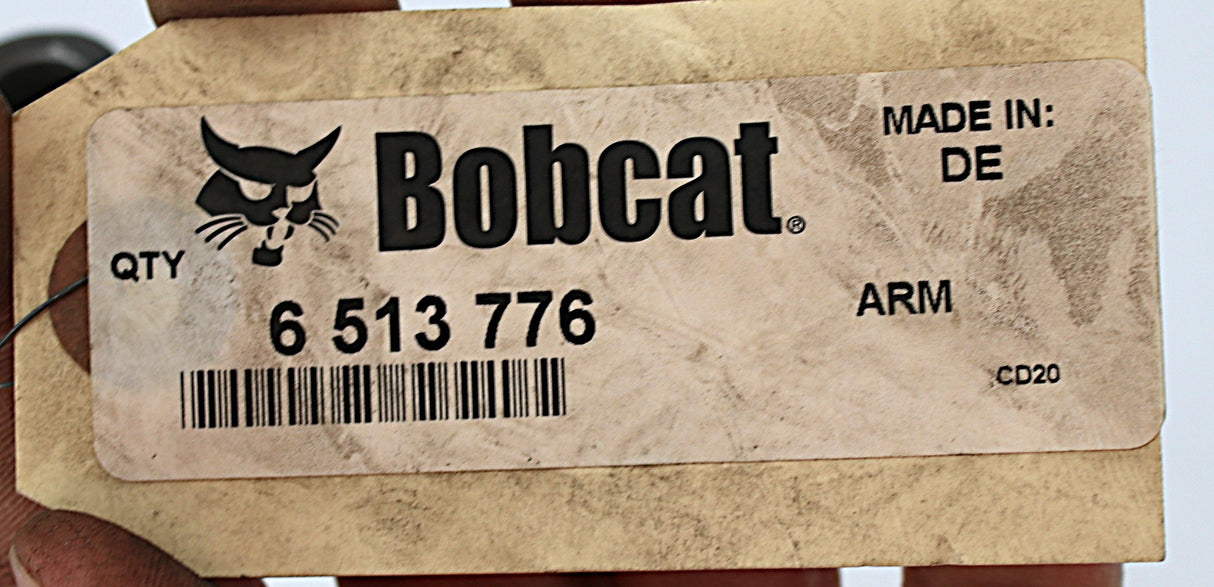 Bobcat®
MADE IN:
DE
QTY
6 513 776
ARM
CD20